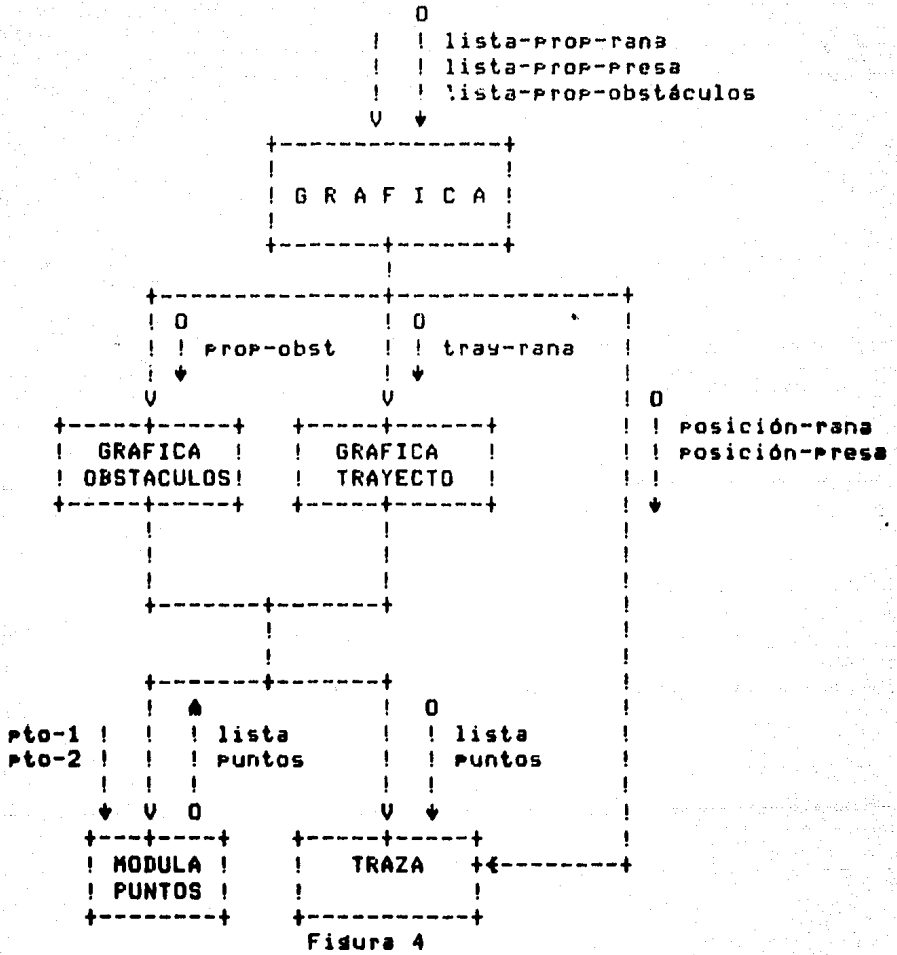 lista-prop-rana
lista-prop-presa
lista-prop-obstáculos
G R A F I C A
prop-obst
tray-rana
posición-rana
posición-presa
GRAFICA
OBSTACULOS
GRAFICA
TRAYECTO
pto-1
pto-2
lista
puntos
lista
puntos
MODULA
PUNTOS
TRAZA
Figura 4